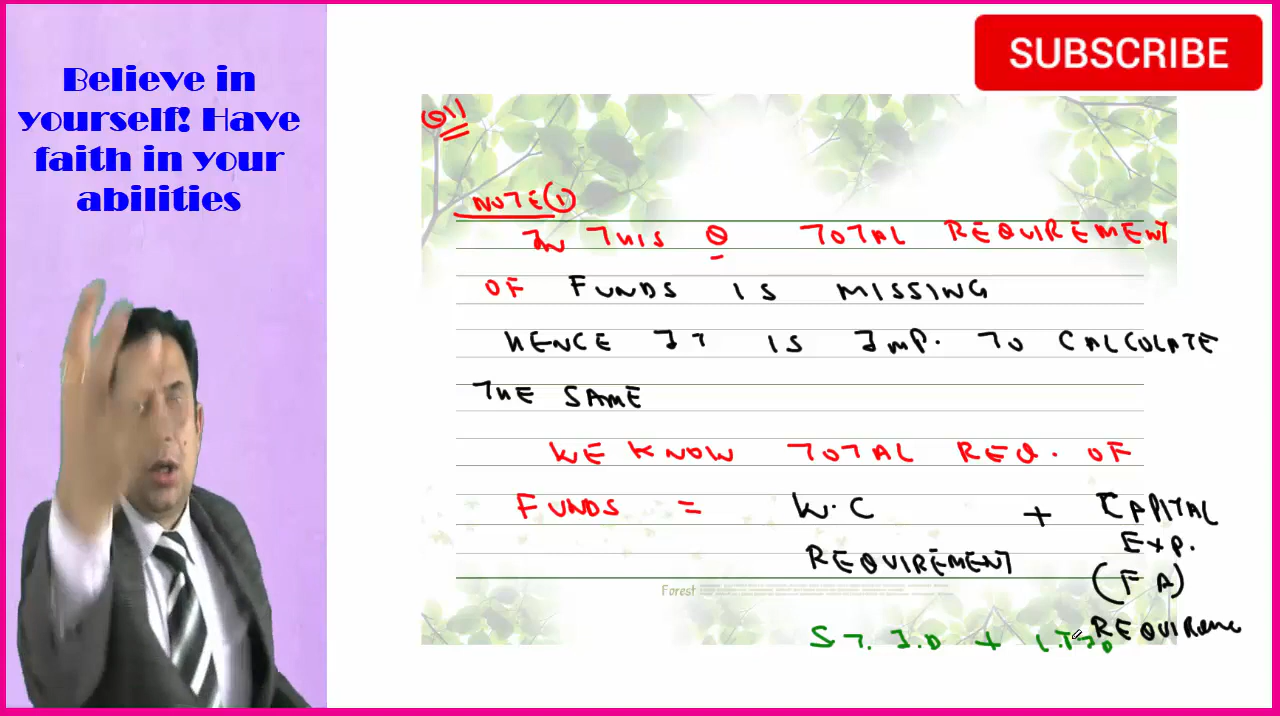 Believe in
yourself! Have
faith in your
abilities
SUBSCRIBE
Q11
NOTE (1)
IN THIS Q TOTAL REQUIREMENT
OF FUNDS IS MISSING
HENCE IT IS IMP. TO CALCULATE
THE SAME
WE KNOW TOTAL REQ. OF
FUNDS = W.C + CAPITAL
EXP.
REQUIREMENT (FA)
Forest
REQUIREMENT
S T. I.D + L.T I D